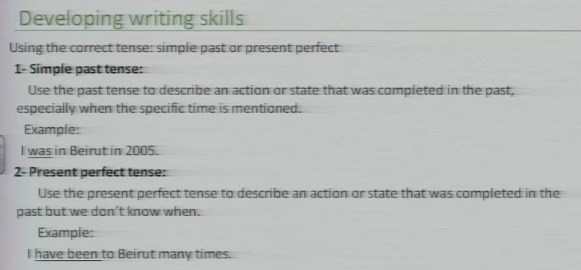 Developing writing skills
Using the correct tense: simple past or present perfect
1- Simple past tense:
Use the past tense to describe an action or state that was completed in the past,
especially when the specific time is mentioned.
Example:
I was in Beirut in 2005.
2- Present perfect tense:
Use the present perfect tense to describe an action or state that was completed in the
past but we don't know when.
Example:
I have been to Beirut many times.